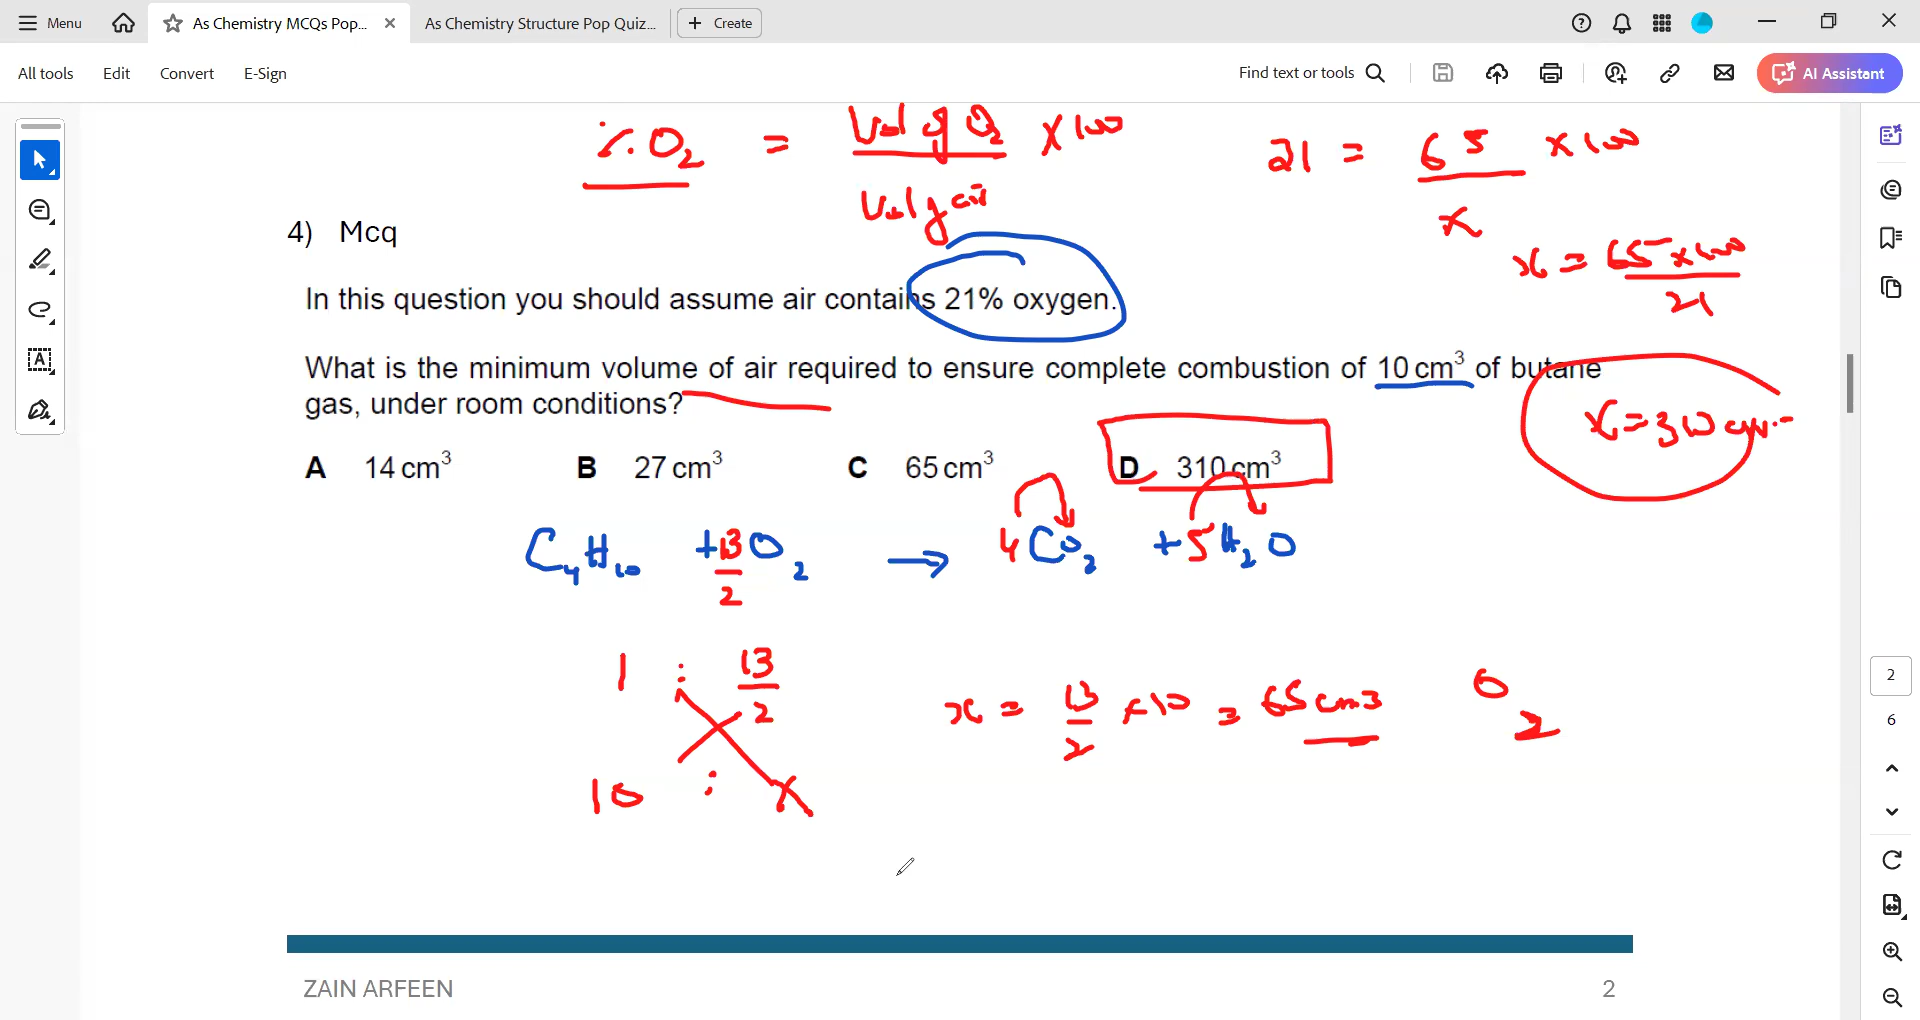 Menu
As Chemistry MCQs Pop...
As Chemistry Structure Pop Quiz...
Create
All tools Edit Convert E-Sign
Find text or tools
AI Assistant
% O2 = Vol of O2 / Vol of air × 100
21 = 65 / x × 100
x = 65 × 100 / 21
4) Mcq
In this question you should assume air contains 21% oxygen.
What is the minimum volume of air required to ensure complete combustion of 10 cm³ of butane
gas, under room conditions?
x = 310 cm³
A 14 cm³ B 27 cm³ C 65 cm³ D 310 cm³
C4H10 + 13/2 O2 → 4CO2 + 5H2O
1 : 13/2
x = 13/2 × 10 = 65 cm3 O2
10 : x
ZAIN ARFEEN 2
2
6